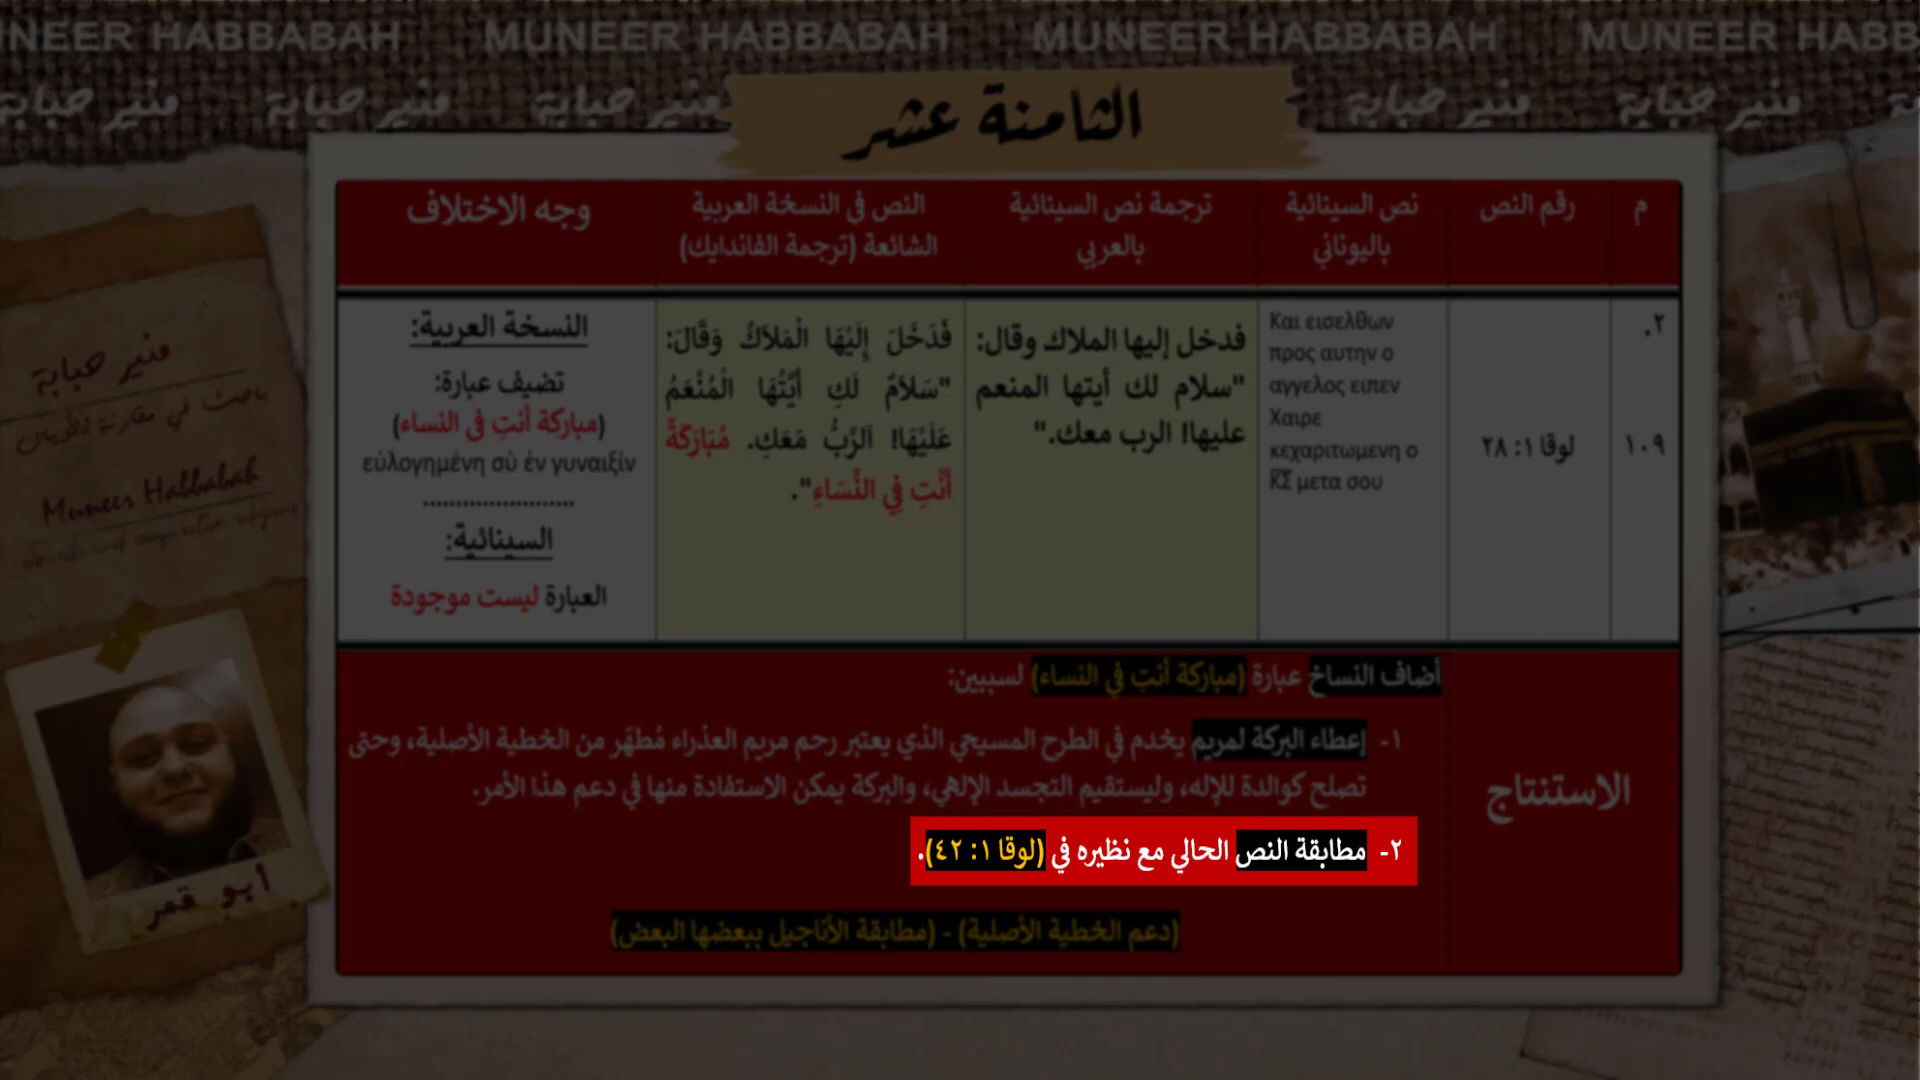 MUNEER HABBABAH MUNEER HABBABAH MUNEER HABBABAH MUNEER HABB
منير حبابة منير حبابة منير حبابة منير حبابة منير حبابة
الثامنة عشر
م
رقم النص
نص السينائية
باليوناني
ترجمة نص السينائية
بالعربي
النص في النسخة العربية
الشائعة (ترجمة الفاندايك)
وجه الاختلاف
٢.
١٠٩
لوقا ١: ٢٨
Και εισελθων
προς αυτην ο
αγγελος ειπεν
Χαιρε
κεχαριτωμενη ο
ΚΣ μετα σου
فدخل إليها الملاك وقال:
"سلام لك أيتها المنعم
عليها! الرب معك."
فَدَخَلَ إِلَيْهَا الْمَلاَكُ وَقَالَ:
"سَلاَمٌ لَكِ أَيَّتُهَا الْمُنْعَمُ
عَلَيْهَا! اَلرَّبُّ مَعَكِ. مُبَارَكَةٌ
أَنْتِ فِي النِّسَاءِ".
النسخة العربية:
تضيف عبارة:
(مباركة أنتِ في النساء)
εὐλογημένη σὺ ἐν γυναιξίν
......................
السينائية:
العبارة ليست موجودة
الاستنتاج
أضاف النساخ عبارة (مباركة أنتِ في النساء) لسببين:
١- إعطاء البركة لمريم يخدم في الطرح المسيحي الذي يعتبر رحم مريم العذراء مُطهّر من الخطية الأصلية، وحتى
تصلح كوالدة للإله، وليستقيم التجسد الإلهي، والبركة يمكن الاستفادة منها في دعم هذا الأمر.
٢- مطابقة النص الحالي مع نظيره في (لوقا ١: ٤٢).
(دعم الخطية الأصلية) - (مطابقة الأناجيل ببعضها البعض)
منير حبابة
باحث في مقارنة الأديان
Muneer Habbabah
أبو قمر